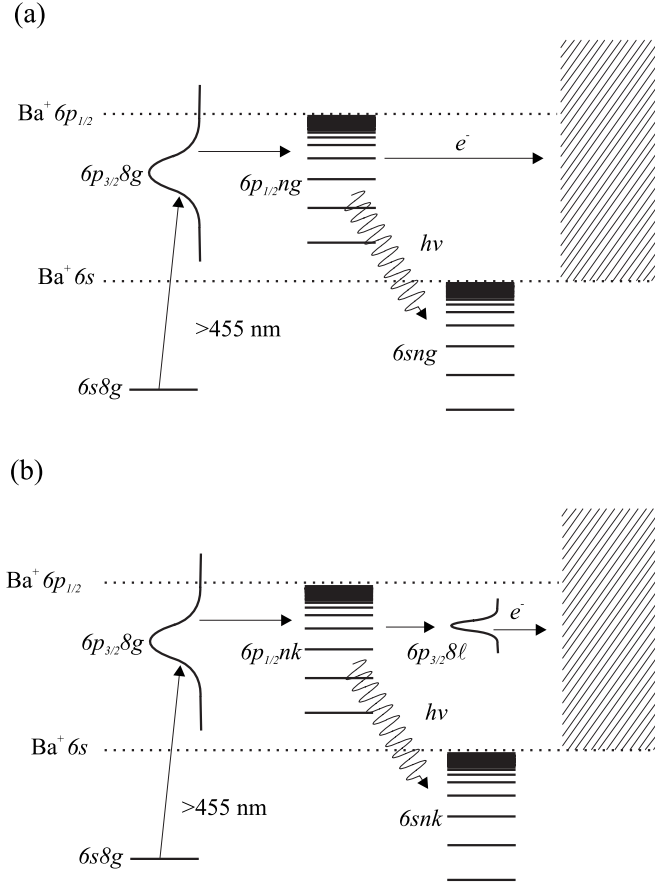 (a)
Ba⁺ 6p₁/₂
e⁻
6p₃/₂8g
6p₁/₂ng
hν
Ba⁺ 6s
>455 nm
6sng
6s8g
(b)
Ba⁺ 6p₁/₂
e⁻
6p₃/₂8g
6p₁/₂nk
6p₃/₂8ℓ
hν
Ba⁺ 6s
>455 nm
6snk
6s8g